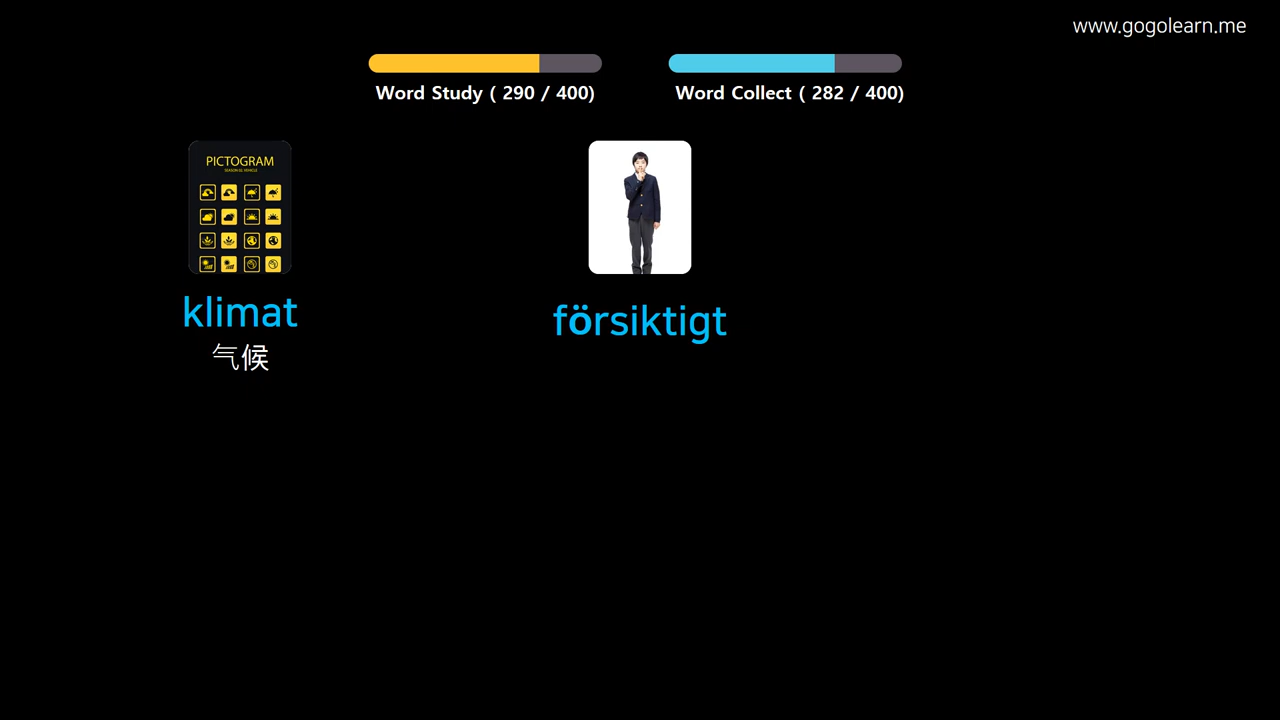 www.gogolearn.me
Word Study ( 290 / 400)
Word Collect ( 282 / 400)
PICTOGRAM
klimat
气候
försiktigt